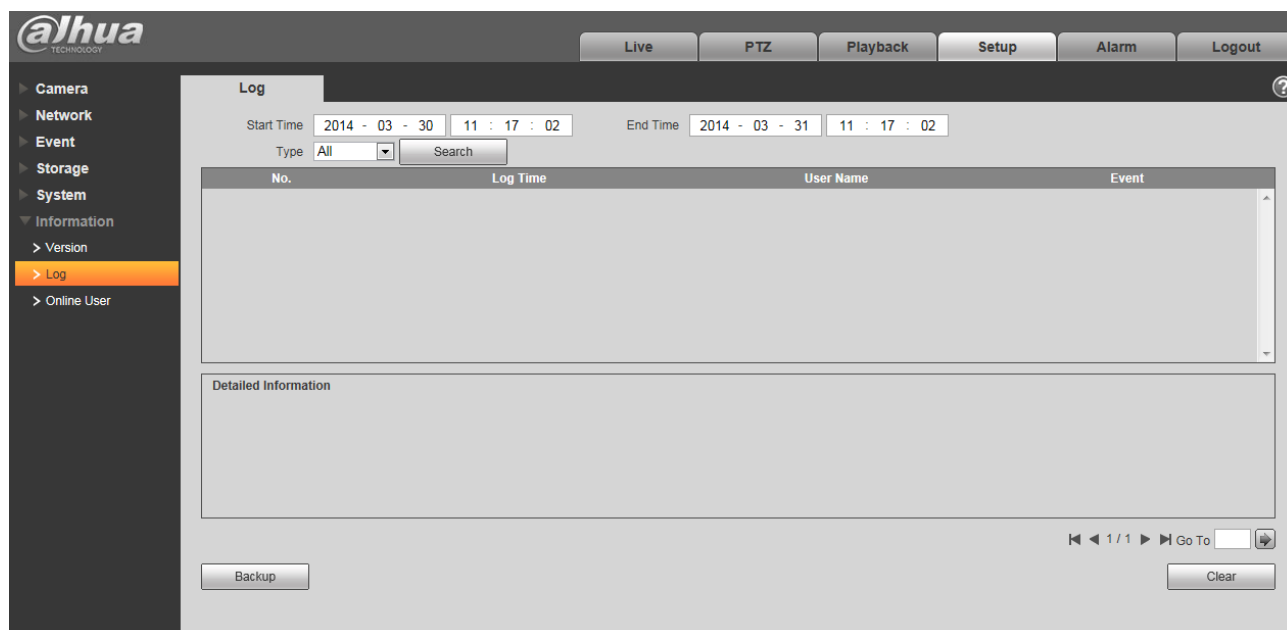 alhua
TECHNOLOGY
Live PTZ Playback Setup Alarm Logout
Camera
Network
Event
Storage
System
Information
> Version
> Log
> Online User
Log ?
Start Time 2014 - 03 - 30 11 : 17 : 02 End Time 2014 - 03 - 31 11 : 17 : 02
Type All Search
No. Log Time User Name Event
Detailed Information
1 / 1 Go To
Backup Clear